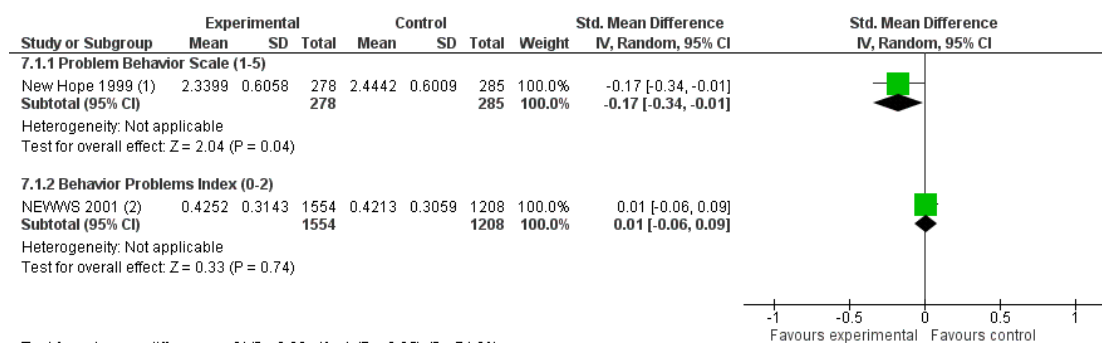 Experimental Control Std. Mean Difference Std. Mean Difference
Study or Subgroup Mean SD Total Mean SD Total Weight IV, Random, 95% CI IV, Random, 95% CI
7.1.1 Problem Behavior Scale (1-5)
New Hope 1999 (1) 2.3399 0.6058 278 2.4442 0.6009 285 100.0% -0.17 [-0.34, -0.01]
Subtotal (95% CI) 278 285 100.0% -0.17 [-0.34, -0.01]
Heterogeneity: Not applicable
Test for overall effect: Z = 2.04 (P = 0.04)
7.1.2 Behavior Problems Index (0-2)
NEWWS 2001 (2) 0.4252 0.3143 1554 0.4213 0.3059 1208 100.0% 0.01 [-0.06, 0.09]
Subtotal (95% CI) 1554 1208 100.0% 0.01 [-0.06, 0.09]
Heterogeneity: Not applicable
Test for overall effect: Z = 0.33 (P = 0.74)
-1 -0.5 0 0.5 1
Favours experimental Favours control